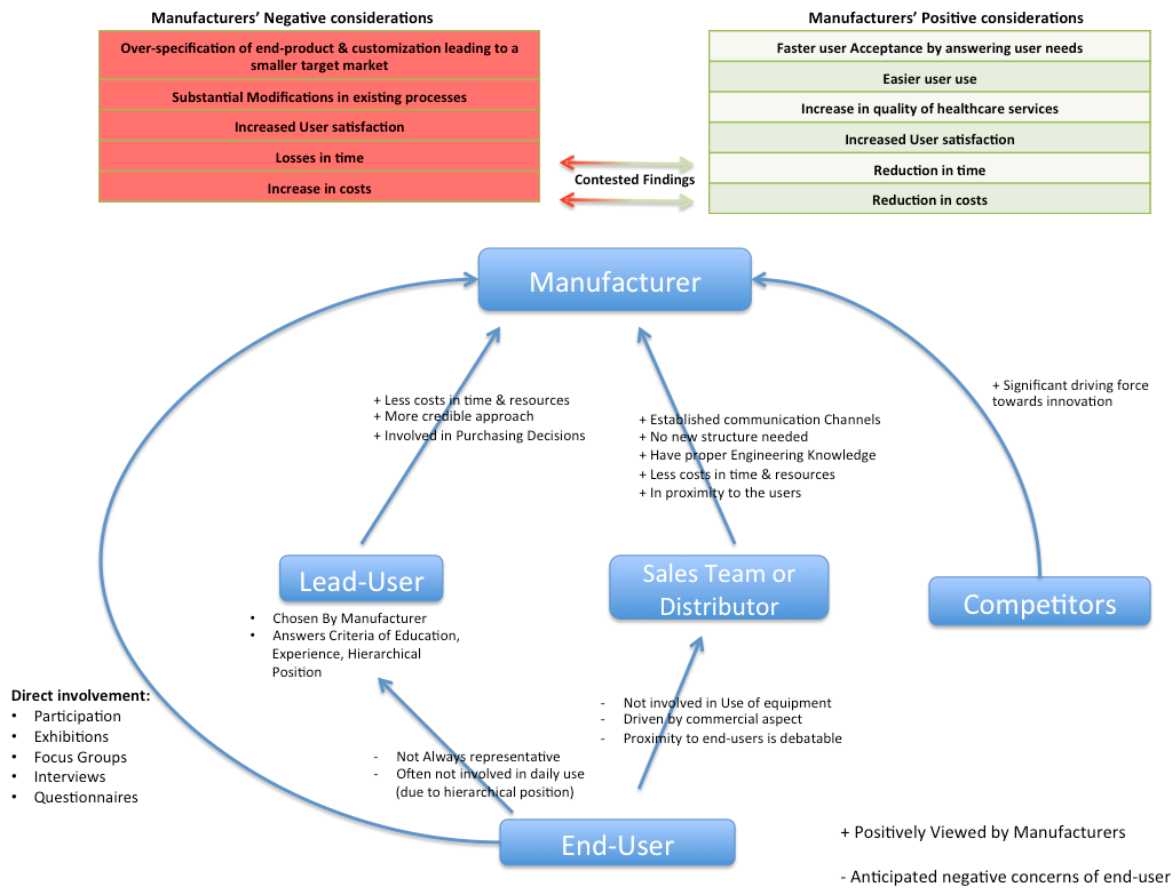 Manufacturers' Negative considerations
Over-specification of end-product & customization leading to a
smaller target market
Substantial Modifications in existing processes
Increased User satisfaction
Losses in time
Increase in costs
Contested Findings
Manufacturers' Positive considerations
Faster user Acceptance by answering user needs
Easier user use
Increase in quality of healthcare services
Increased User satisfaction
Reduction in time
Reduction in costs
Manufacturer
+ Less costs in time & resources
+ More credible approach
+ Involved in Purchasing Decisions
+ Established communication Channels
+ No new structure needed
+ Have proper Engineering Knowledge
+ Less costs in time & resources
+ In proximity to the users
+ Significant driving force
towards innovation
Lead-User
• Chosen By Manufacturer
• Answers Criteria of Education,
Experience, Hierarchical
Position
Sales Team or
Distributor
Competitors
Direct involvement:
• Participation
• Exhibitions
• Focus Groups
• Interviews
• Questionnaires
- Not Always representative
- Often not involved in daily use
(due to hierarchical position)
- Not involved in Use of equipment
- Driven by commercial aspect
- Proximity to end-users is debatable
End-User
+ Positively Viewed by Manufacturers
- Anticipated negative concerns of end-user